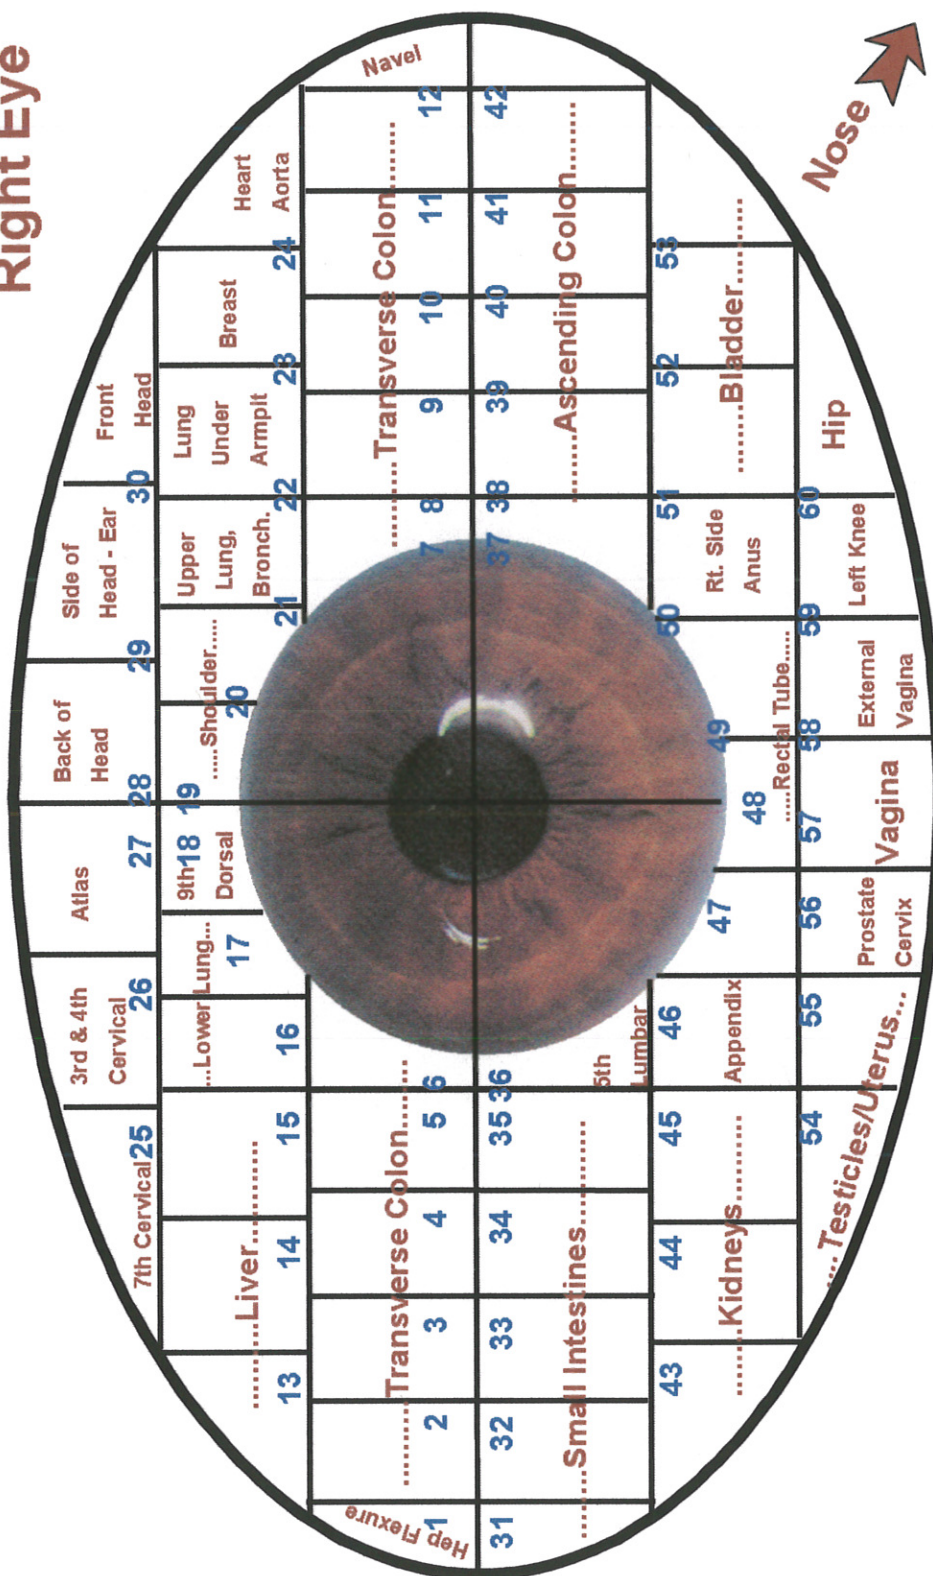 Right Eye
Front
Head
Side of
Head - Ear
Back of
Head
Atlas
3rd & 4th
Cervical
7th Cervical
30
29
28
27
26
25
Heart
Aorta
Breast
Lung
Under
Armpit
Upper
Lung,
Bronch.
.....Shoulder.....
9th
Dorsal
...Lower Lung...
..........Liver..........
24
23
22
21
20
19
18
17
16
15
14
13
Navel
..........Transverse Colon........
..........Transverse Colon........
Hep Flexure
12
11
10
9
8
7
6
5
4
3
2
1
42
41
40
39
38
37
36
35
34
33
32
31
........Ascending Colon........
5th
Lumbar
.......Small Intestines..........
53
52
51
50
49
48
47
46
45
44
43
........Bladder..........
Rt. Side
Anus
.....Rectal Tube.....
Appendix
........Kidneys..........
60
59
58
57
56
55
54
Hip
Left Knee
External
Vagina
Vagina
Prostate
Cervix
.....Testicles/Uterus...
Nose